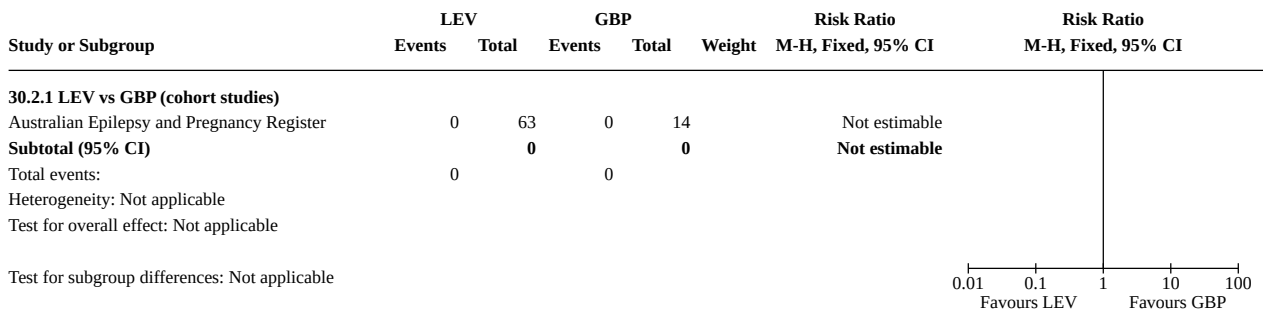 LEV GBP Risk Ratio Risk Ratio
Study or Subgroup Events Total Events Total Weight M-H, Fixed, 95% CI M-H, Fixed, 95% CI
30.2.1 LEV vs GBP (cohort studies)
Australian Epilepsy and Pregnancy Register 0 63 0 14 Not estimable
Subtotal (95% CI) 0 0 Not estimable
Total events: 0 0
Heterogeneity: Not applicable
Test for overall effect: Not applicable
Test for subgroup differences: Not applicable
0.01 0.1 1 10 100
Favours LEV Favours GBP